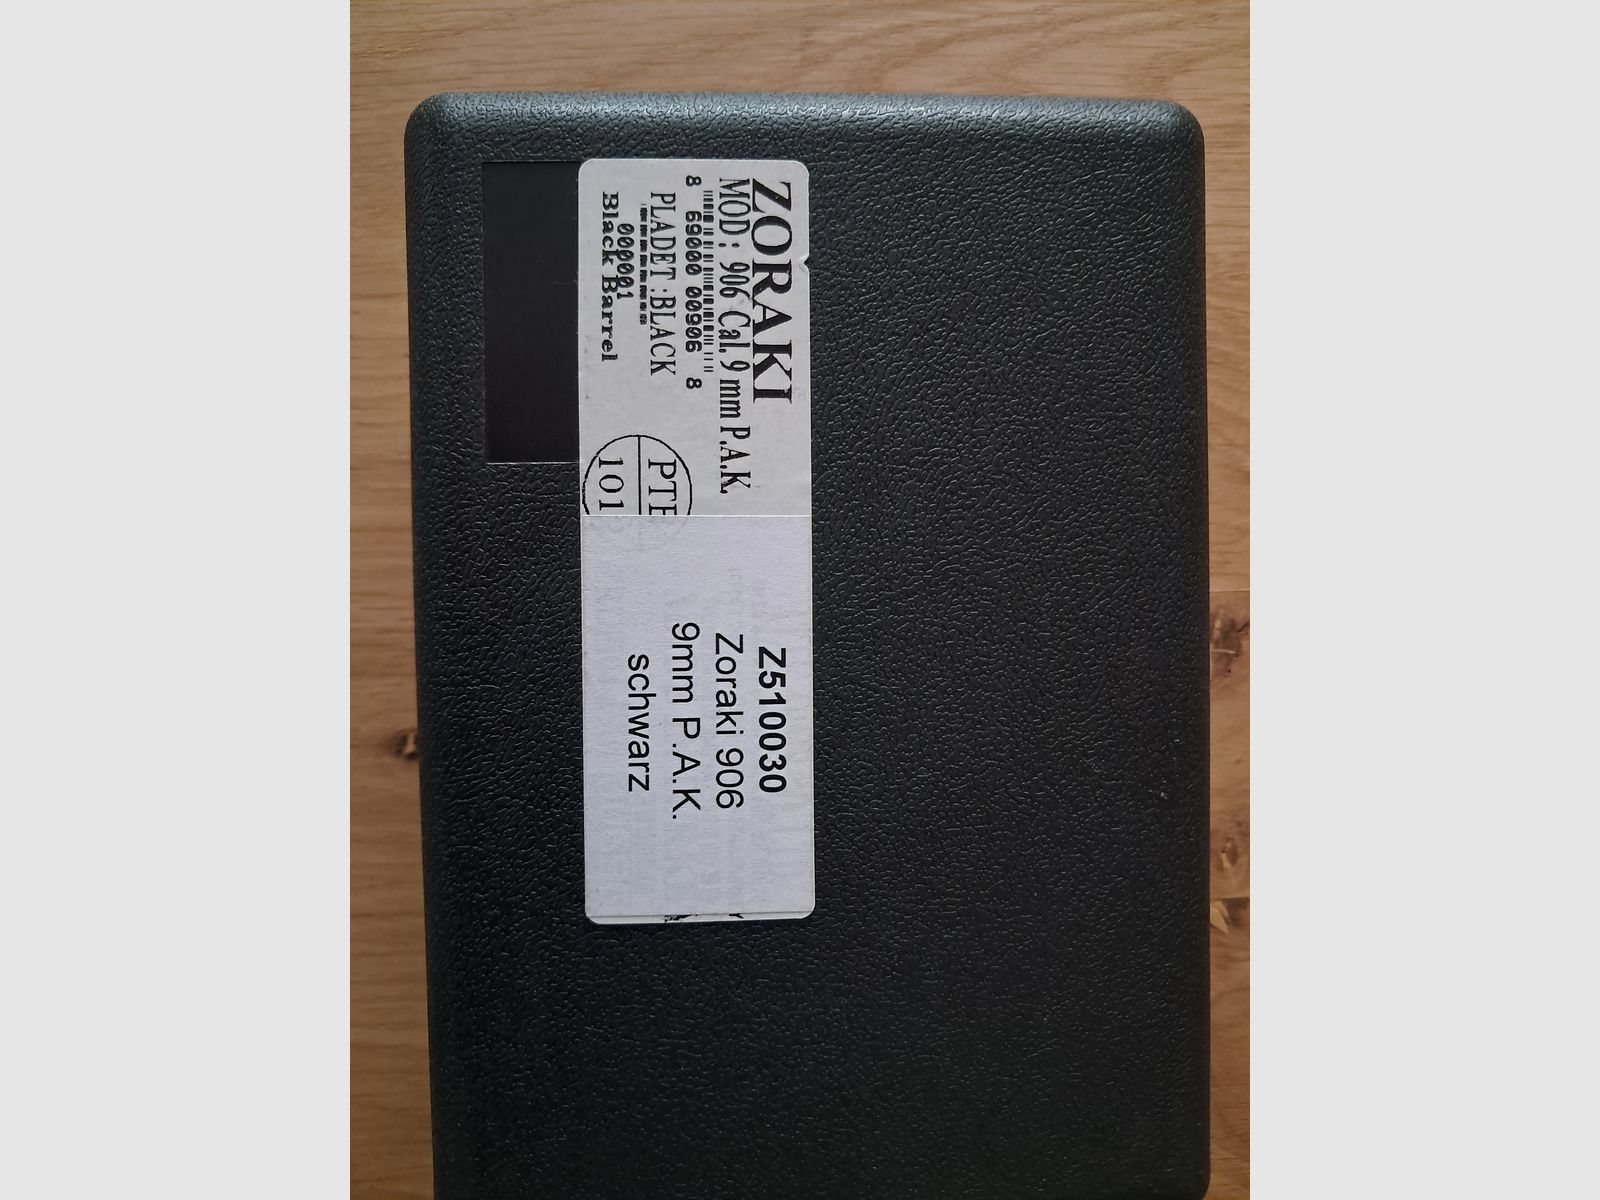 ZORAKI
MOD: 906 Cal. 9 mm P.A.K.
8 69000 00906 8
PLADET :BLACK
000001
Black Barrel
PTB
101
Z510030
Zoraki 906
9mm P.A.K.
schwarz